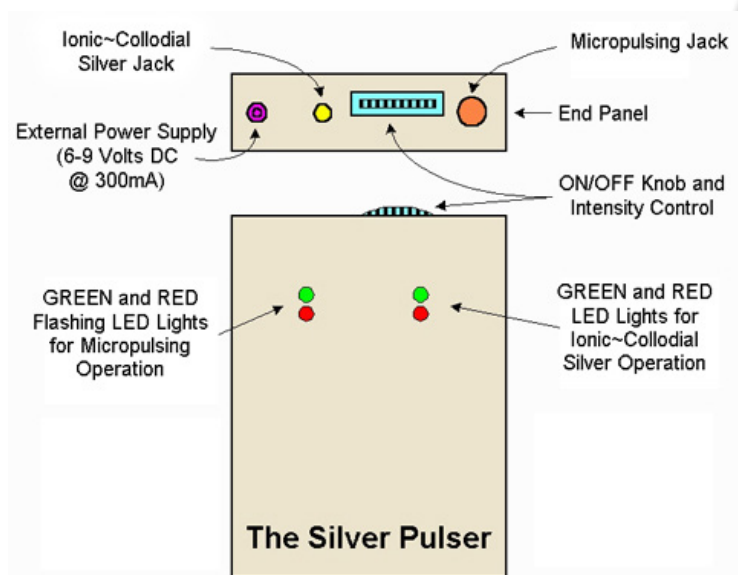 Ionic~Collodial
Silver Jack
Micropulsing Jack
End Panel
External Power Supply
(6-9 Volts DC
@ 300mA)
ON/OFF Knob and
Intensity Control
GREEN and RED
Flashing LED Lights
for Micropulsing
Operation
GREEN and RED
LED Lights for
Ionic~Collodial
Silver Operation
The Silver Pulser